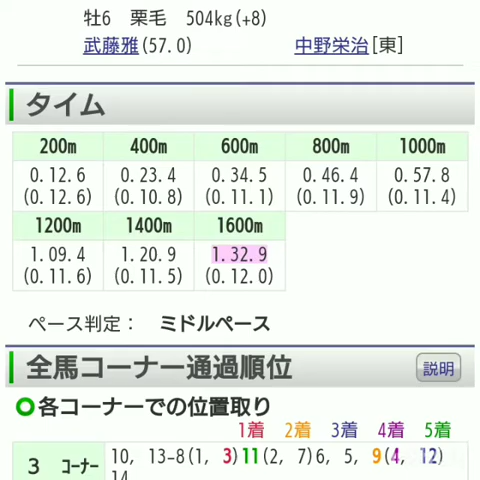 牡6 栗毛 504kg(+8)
武藤雅(57.0) 中野栄治[東]
タイム
200m 400m 600m 800m 1000m
0.12.6 0.23.4 0.34.5 0.46.4 0.57.8
(0.12.6) (0.10.8) (0.11.1) (0.11.9) (0.11.4)
1200m 1400m 1600m
1.09.4 1.20.9 1.32.9
(0.11.6) (0.11.5) (0.12.0)
ペース判定： ミドルペース
全馬コーナー通過順位 説明
各コーナーでの位置取り
1着 2着 3着 4着 5着
3 コーナー 10, 13-8(1, 3)11(2, 7)6, 5, 9(4, 12)
14